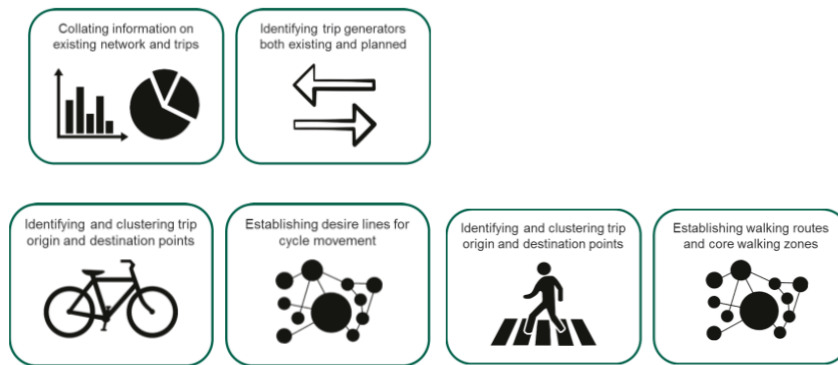 Collating information on
existing network and trips
Identifying trip generators
both existing and planned
Identifying and clustering trip
origin and destination points
Establishing desire lines for
cycle movement
Identifying and clustering trip
origin and destination points
Establishing walking routes
and core walking zones